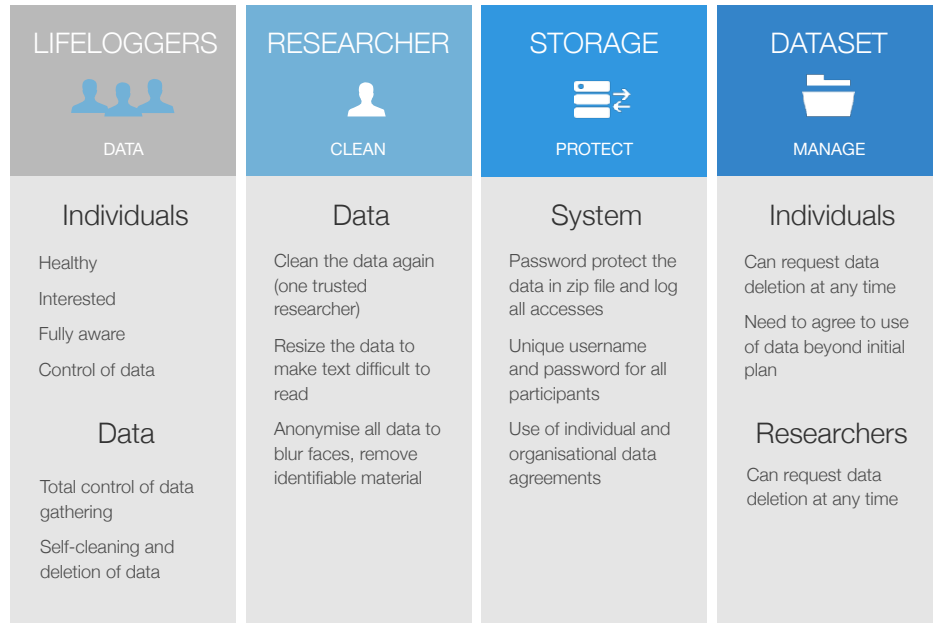 LIFELOGGERS
DATA
Individuals
Healthy
Interested
Fully aware
Control of data
Data
Total control of data
gathering
Self-cleaning and
deletion of data
RESEARCHER
CLEAN
Data
Clean the data again
(one trusted
researcher)
Resize the data to
make text difficult to
read
Anonymise all data to
blur faces, remove
identifiable material
STORAGE
PROTECT
System
Password protect the
data in zip file and log
all accesses
Unique username
and password for all
participants
Use of individual and
organisational data
agreements
DATASET
MANAGE
Individuals
Can request data
deletion at any time
Need to agree to use
of data beyond initial
plan
Researchers
Can request data
deletion at any time